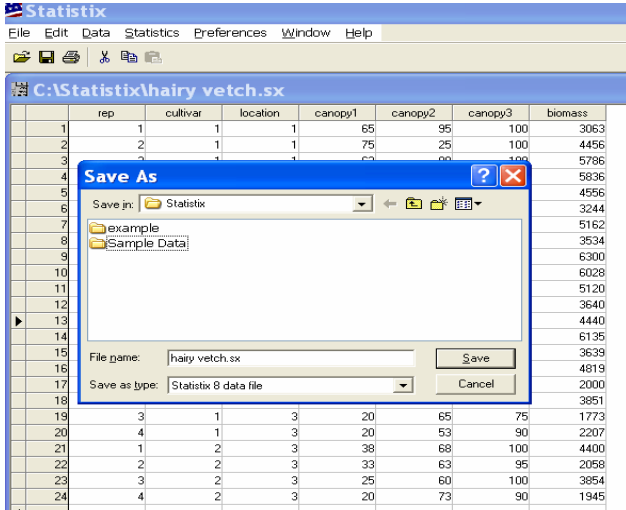 Statistix
File Edit Data Statistics Preferences Window Help
C:\Statistix\hairy vetch.sx
rep cultivar location canopy1 canopy2 canopy3 biomass
1 1 1 1 65 95 100 3063
2 2 1 1 75 25 100 4456
3 5786
4 5836
5 4556
6 3244
7 5162
8 3534
9 6300
10 6028
11 5120
12 3640
13 4440
14 6135
15 3639
16 4819
17 2000
18 3851
19 3 1 3 20 65 75 1773
20 4 1 3 20 53 90 2207
21 1 2 3 38 68 100 4400
22 2 2 3 33 63 95 2058
23 3 2 3 25 60 100 3854
24 4 2 3 20 73 90 1945
Save As
Save in: Statistix
example
Sample Data
File name: hairy vetch.sx Save
Save as type: Statistix 8 data file Cancel